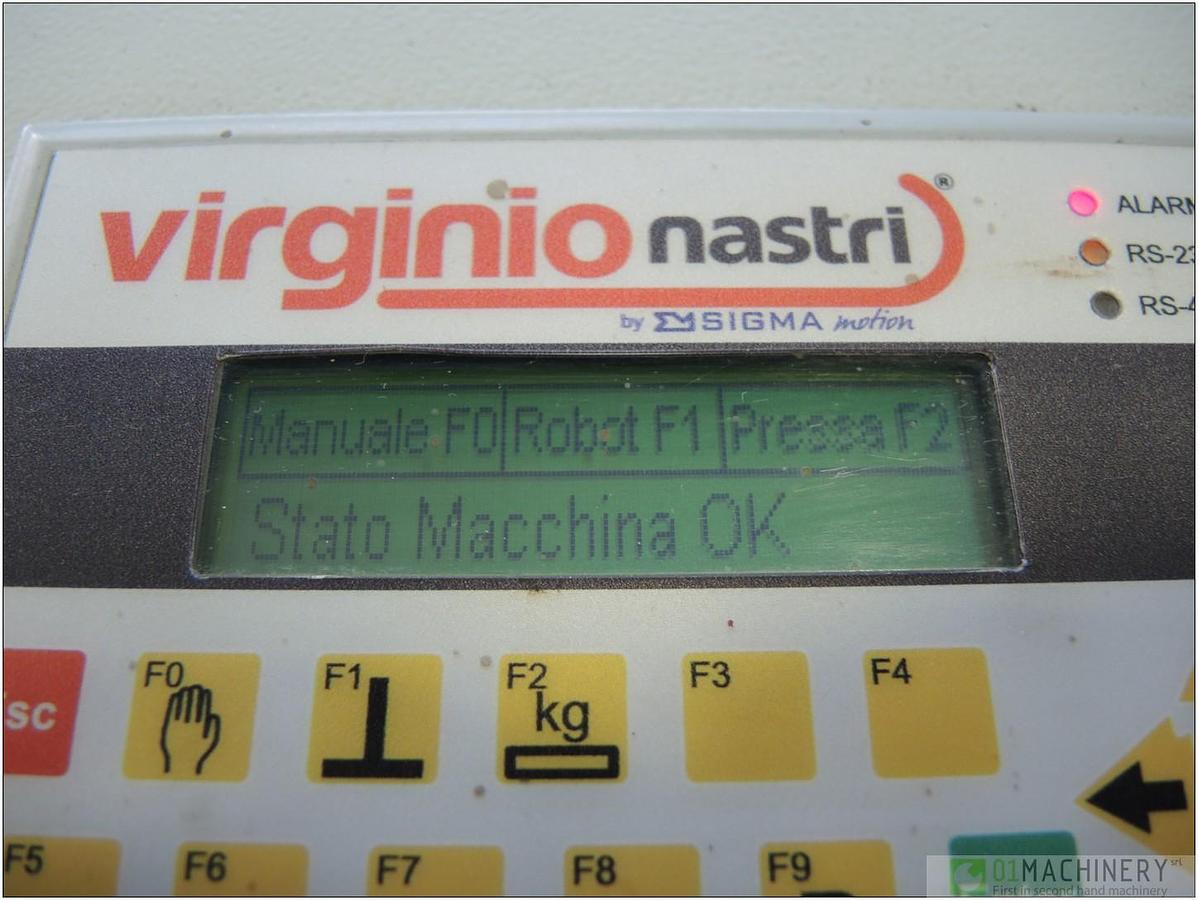 virginio nastri®
by SIGMA motion
ALARM
RS-23
RS-4
Manuale F0 Robot F1 Pressa F2
Stato Macchina OK
sc
F0 F1 F2 F3 F4
kg
F5 F6 F7 F8 F9
01MACHINERY srl
First in second hand machinery